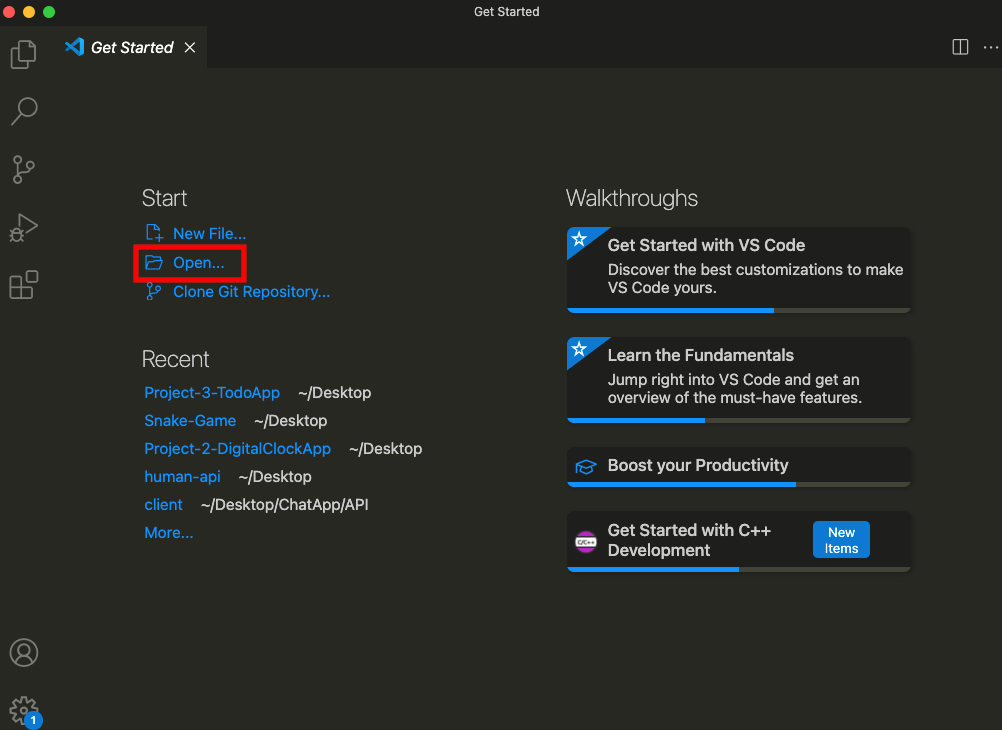 Get Started
Get Started
Start
New File...
Open...
Clone Git Repository...
Recent
Project-3-TodoApp ~/Desktop
Snake-Game ~/Desktop
Project-2-DigitalClockApp ~/Desktop
human-api ~/Desktop
client ~/Desktop/ChatApp/API
More...
Walkthroughs
Get Started with VS Code
Discover the best customizations to make
VS Code yours.
Learn the Fundamentals
Jump right into VS Code and get an
overview of the must-have features.
Boost your Productivity
C/C++
Get Started with C++
Development
New
Items
1